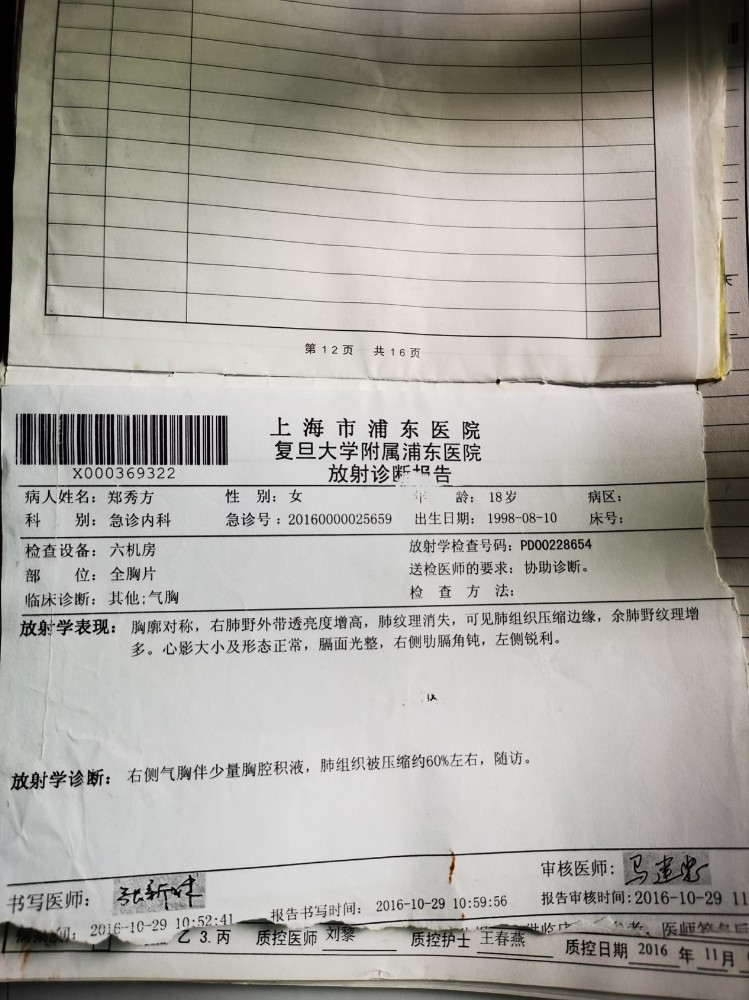 第12页 共16页
X000369322
上海市浦东医院
复旦大学附属浦东医院
放射诊断报告
病人姓名：郑秀方 性 别：女 年 龄：18岁 病区：
科 别：急诊内科 急诊号：20160000025659 出生日期：1998-08-10 床号：
检查设备：六机房 放射学检查号码：PD00228654
部 位：全胸片 送检医师的要求：协助诊断。
临床诊断：其他;气胸 检 查 方 法：
放射学表现：胸廓对称，右肺野外带透亮度增高，肺纹理消失，可见肺组织压缩边缘，余肺野纹理增
多。心影大小及形态正常，膈面光整，右侧肋膈角钝，左侧锐利。
放射学诊断：右侧气胸伴少量胸腔积液，肺组织被压缩约60%左右，随访。
书写医师： 审核医师：
报告书写时间：2016-10-29 10:59:56 报告审核时间:2016-10-29 11
2016-10-29 10:52:41
乙 3.丙 质控医师 刘黎 质控护士 王春燕 质控日期 2016 年 11 月